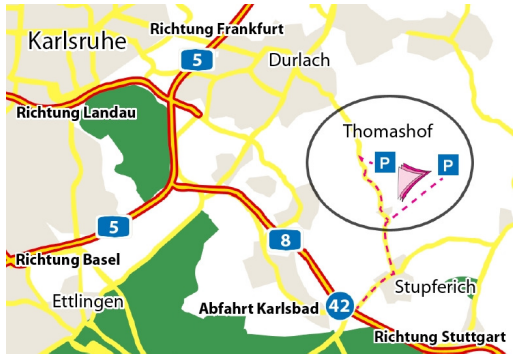 Richtung Frankfurt
Karlsruhe
5
Durlach
Richtung Landau
Thomashof
P
P
5
8
Richtung Basel
Stupferich
Ettlingen
Abfahrt Karlsbad
42
Richtung Stuttgart